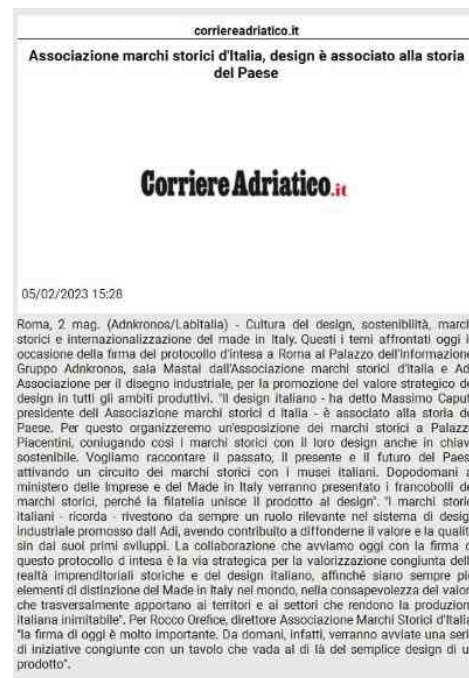 corriereadriatico.it
Associazione marchi storici d'Italia, design è associato alla storia
del Paese
Corriere Adriatico.it
05/02/2023 15:28
Roma, 2 mag. (Adnkronos/Labitalia) - Cultura del design, sostenibilità, march
storici e internazionalizzazione del made in Italy. Questi i temi affrontati oggi i
occasione della firma del protocollo d'intesa a Roma al Palazzo dell'Informazione
Gruppo Adnkronos, sala Mastai dall'Associazione marchi storici d'Italia e Ad
Associazione per il disegno industriale, per la promozione del valore strategico de
design in tutti gli ambiti produttivi. "Il design italiano - ha detto Massimo Caput
presidente dell Associazione marchi storici d Italia - è associato alla storia de
Paese. Per questo organizzeremo un'esposizione dei marchi storici a Palazz
Piacentini, coniugando così i marchi storici con il loro design anche in chiav
sostenibile. Vogliamo raccontare il passato, il presente e il futuro del Paes
attivando un circuito dei marchi storici con i musei italiani. Dopodomani a
ministero delle Imprese e del Made in Italy verranno presentato i francobolli de
marchi storici, perché la filatelia unisce il prodotto al design". "I marchi storic
italiani - ricorda - rivestono da sempre un ruolo rilevante nel sistema di desig
industriale promosso dall Adi, avendo contribuito a diffonderne il valore e la qualit
sin dai suoi primi sviluppi. La collaborazione che avviamo oggi con la firma d
questo protocollo d intesa è la via strategica per la valorizzazione congiunta dell
realtà imprenditoriali storiche e del design italiano, affinché siano sempre pi
elementi di distinzione del Made in Italy nel mondo, nella consapevolezza del valor
che trasversalmente apportano ai territori e ai settori che rendono la produzion
italiana inimitabile". Per Rocco Orefice, direttore Associazione Marchi Storici d'Italia
"la firma di oggi è molto importante. Da domani, infatti, verranno avviate una seri
di iniziative congiunte con un tavolo che vada al di là del semplice design di u
prodotto".